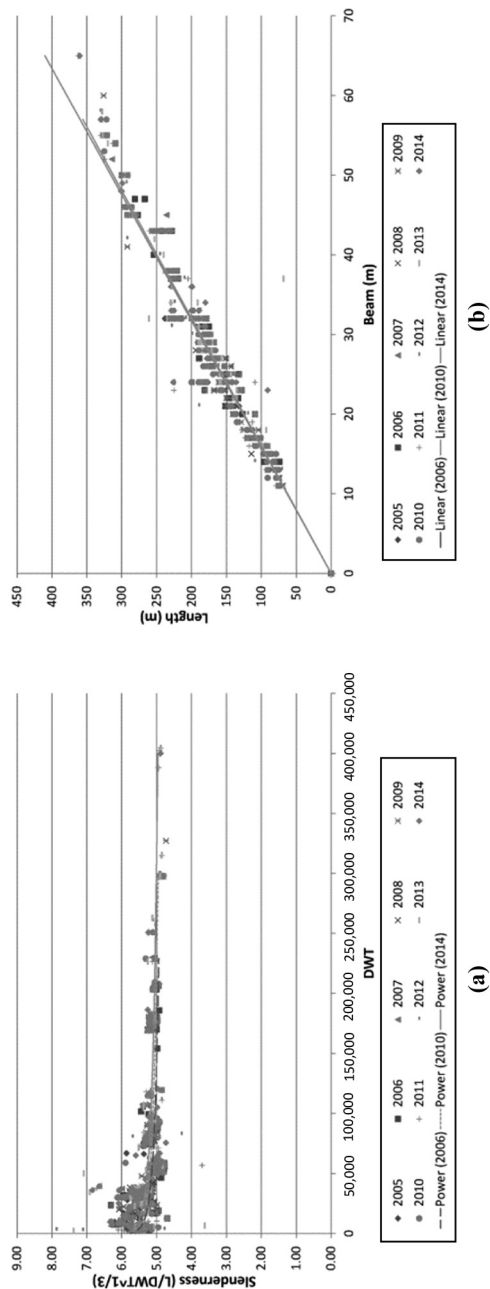 9.00
8.00
7.00
6.00
5.00
4.00
3.00
2.00
1.00
0.00
Slenderness (L/DWT^1/3)
0
50,000
100,000
150,000
200,000
250,000
300,000
350,000
400,000
450,000
DWT
2005 2006 2007 2008 2009
2010 2011 2012 2013 2014
Power (2006) Power (2010) Power (2014)
(a)
450
400
350
300
250
200
150
100
50
0
Length (m)
0 10 20 30 40 50 60 70
Beam (m)
2005 2006 2007 2008 2009
2010 2011 2012 2013 2014
Linear (2006) Linear (2010) Linear (2014)
(b)